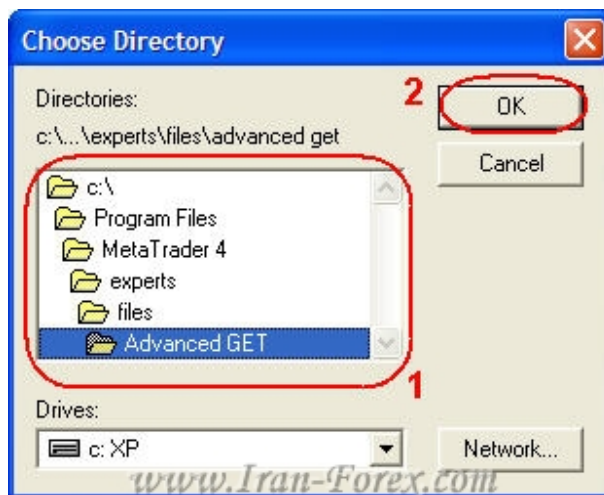 Choose Directory
Directories:
c:\...\experts\files\advanced get
2
OK
Cancel
c:\
Program Files
MetaTrader 4
experts
files
Advanced GET
1
Drives:
c: XP
Network...
www.Iran-Forex.com